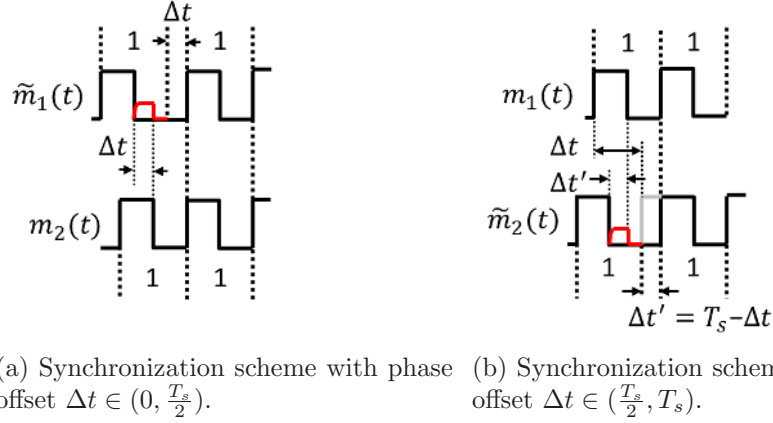 Δt
1 1
m̃₁(t)
Δt
m₂(t)
1 1
(a) Synchronization scheme with phase
offset Δt ∈ (0, Tₛ/2).
1 1
m₁(t)
Δt
Δt′
m̃₂(t)
1 1
Δt′ = Tₛ–Δt
(b) Synchronization schem
offset Δt ∈ (Tₛ/2, Tₛ).